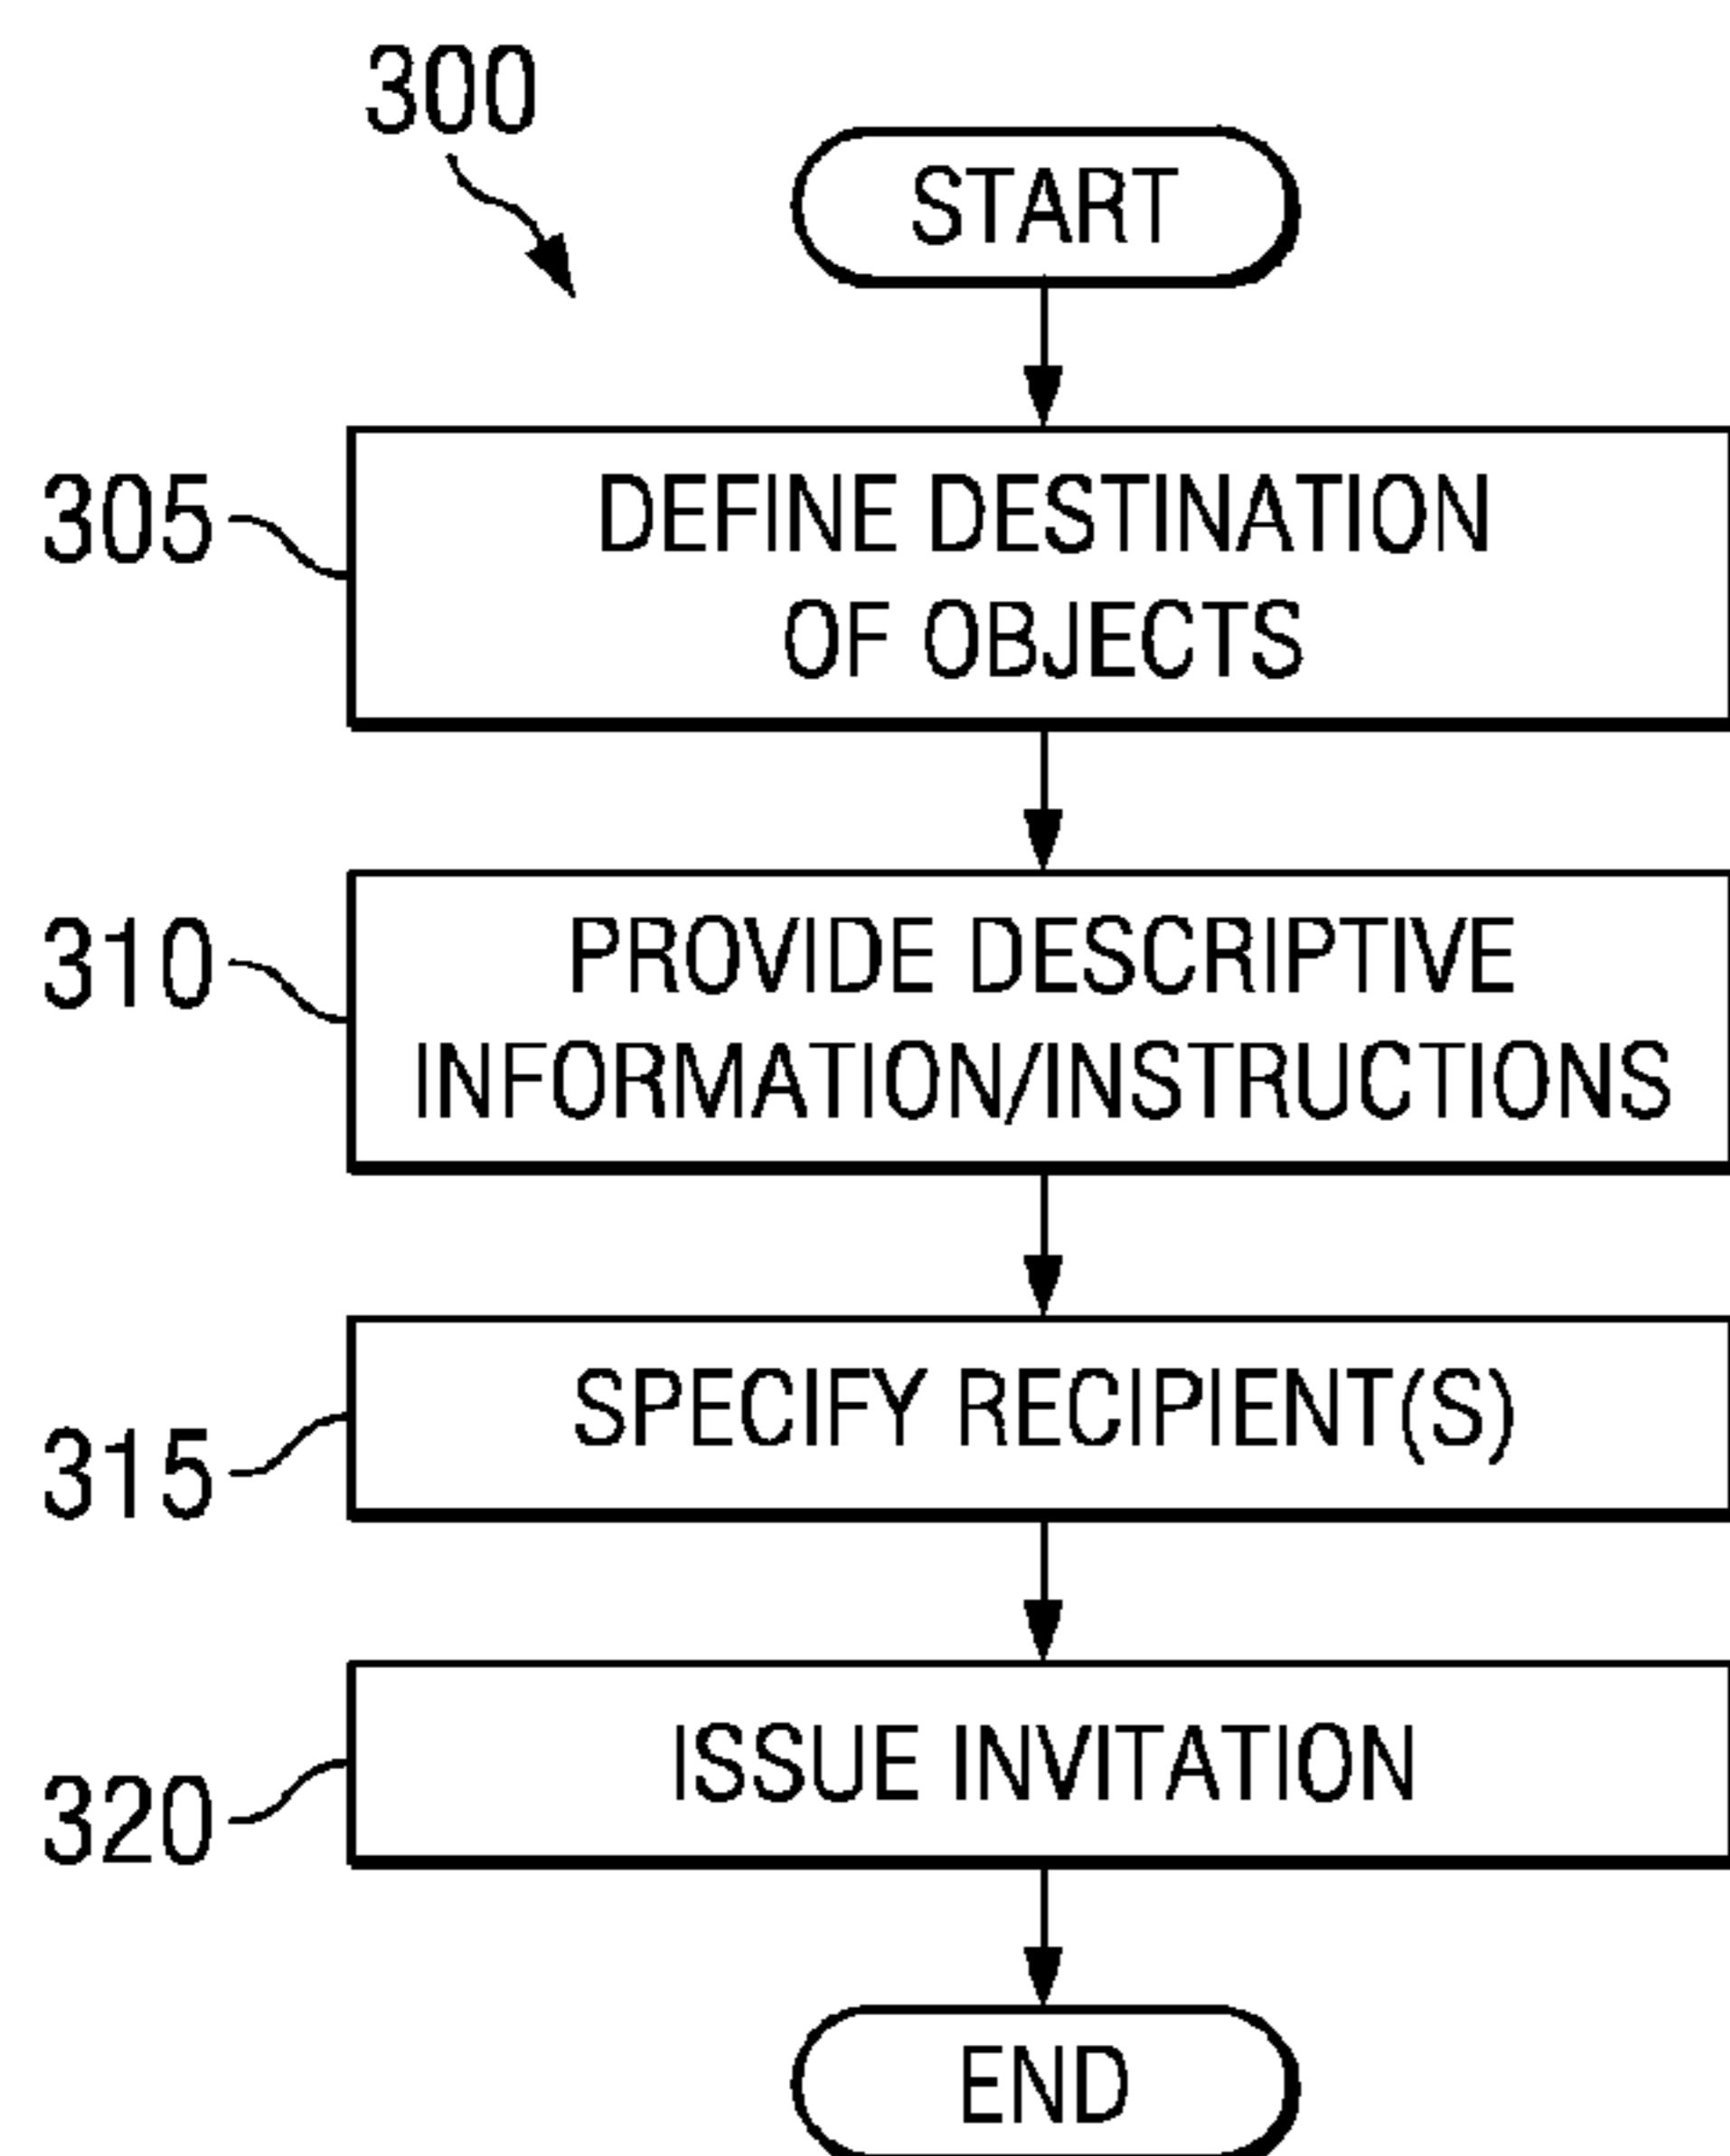 300
START
305
DEFINE DESTINATION
OF OBJECTS
310
PROVIDE DESCRIPTIVE
INFORMATION/INSTRUCTIONS
315
SPECIFY RECIPIENT(S)
320
ISSUE INVITATION
END